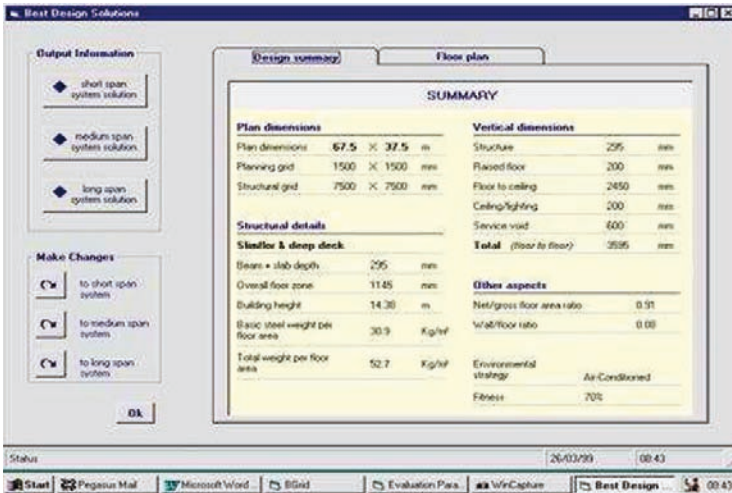 Best Design Solutions
Output Information
short span
system solution
medium span
system solution
long span
system solution
Make Changes
to short span
system
to medium span
system
to long span
system
Ok
Design summary
Floor plan
SUMMARY
Plan dimensions
Plan dimensions 67.5 × 37.5 m
Planning grid 1500 × 1500 mm
Structural grid 7500 × 7500 mm
Structural details
Slimflor & deep deck
Beam + slab depth 295 mm
Overall floor zone 1145 mm
Building height 14.38 m
Basic steel weight per
floor area 30.9 Kg/m²
Total weight per floor
area 52.7 Kg/m²
Vertical dimensions
Structure 295 mm
Raised floor 200 mm
Floor to ceiling 2450 mm
Ceiling/lighting 200 mm
Service void 600 mm
Total (floor to floor) 3595 mm
Other aspects
Net/gross floor area ratio 0.91
Wall/floor ratio
Environmental
strategy Air-Conditioned
Fitness 70%
Status 26/03/99 08:43
Start Pegasus Mail Microsoft Word... BGrid Evaluation Para... WinCapture Best Design ... 08:43